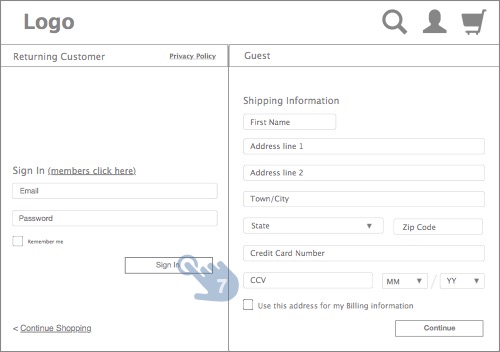 Logo
Returning Customer
Privacy Policy
Guest
Shipping Information
First Name
Address line 1
Address line 2
Town/City
State
Zip Code
Credit Card Number
CCV
MM
/
YY
Use this address for my Billing information
Continue
Sign In (members click here)
Email
Password
Remember me
Sign In
7
< Continue Shopping